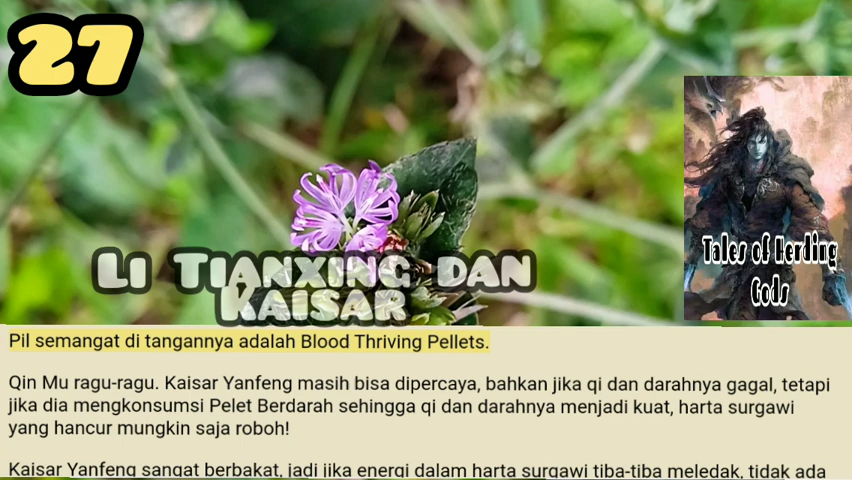 27
Tales of Herding
Gods
Li Tianxing dan
Kaisar
Pil semangat di tangannya adalah Blood Thriving Pellets.
Qin Mu ragu-ragu. Kaisar Yanfeng masih bisa dipercaya, bahkan jika qi dan darahnya gagal, tetapi
jika dia mengkonsumsi Pelet Berdarah sehingga qi dan darahnya menjadi kuat, harta surgawi
yang hancur mungkin saja roboh!
Kaisar Yanfeng sangat berbakat, jadi jika energi dalam harta surgawi tiba-tiba meledak, tidak ada